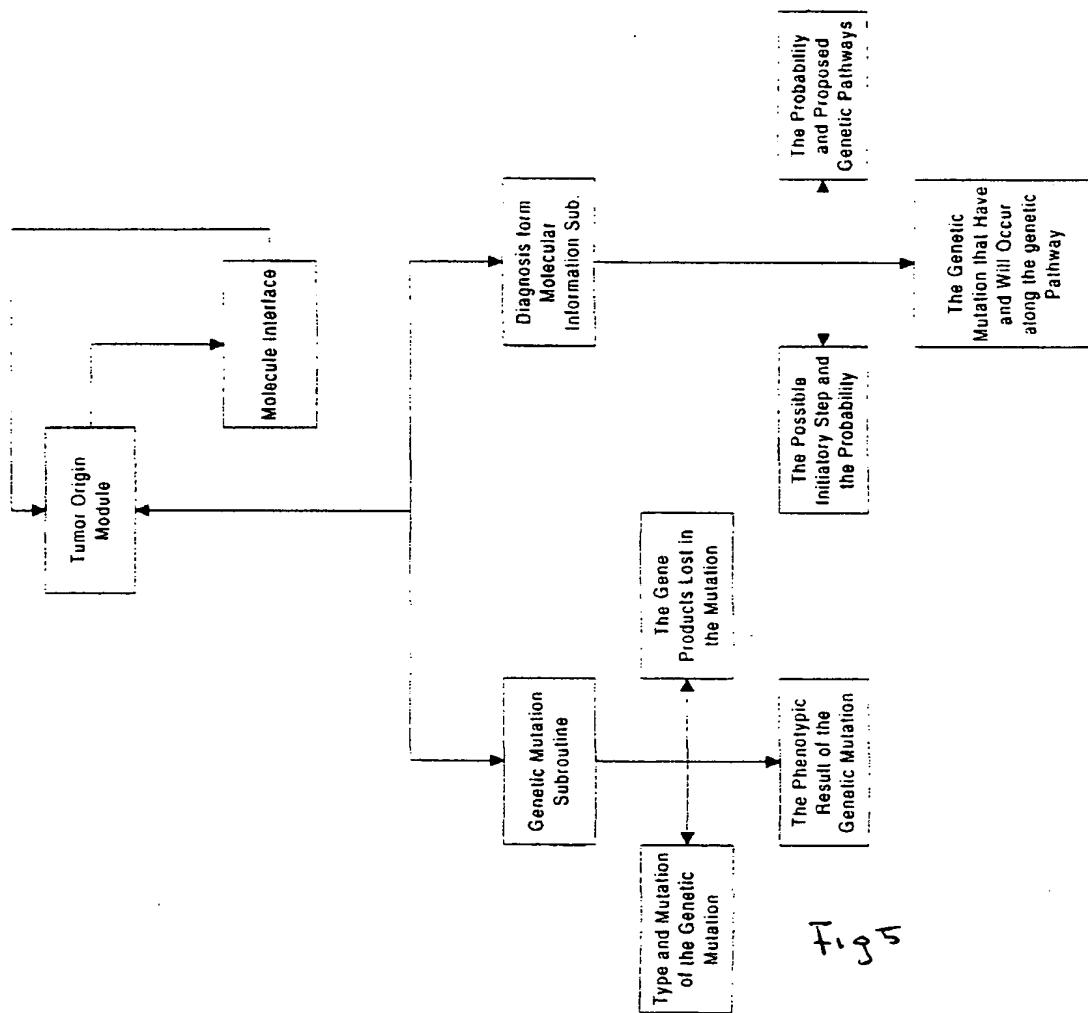 Tumor Origin
Module
Molecule Interface
Genetic Mutation
Subroutine
Diagnosis form
Molecular
Information Sub.
Type and Mutation
of the Genetic
Mutation
The Gene
Products Lost in
the Mutation
The Phenotypic
Result of the
Genetic Mutation
The Possible
Initiatory Step and
the Probability
The Probability
and Proposed
Genetic Pathways
The Genetic
Mutation that Have
and Will Occur
along the genetic
Pathway
Fig 5